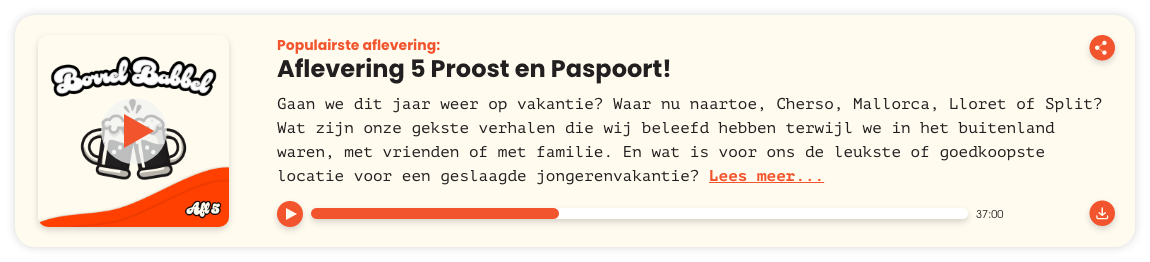 Borrel Babbel
Afl 5
Populairste aflevering:
Aflevering 5 Proost en Paspoort!
Gaan we dit jaar weer op vakantie? Waar nu naartoe, Cherso, Mallorca, Lloret of Split?
Wat zijn onze gekste verhalen die wij beleefd hebben terwijl we in het buitenland
waren, met vrienden of met familie. En wat is voor ons de leukste of goedkoopste
locatie voor een geslaagde jongerenvakantie? Lees meer...
37:00